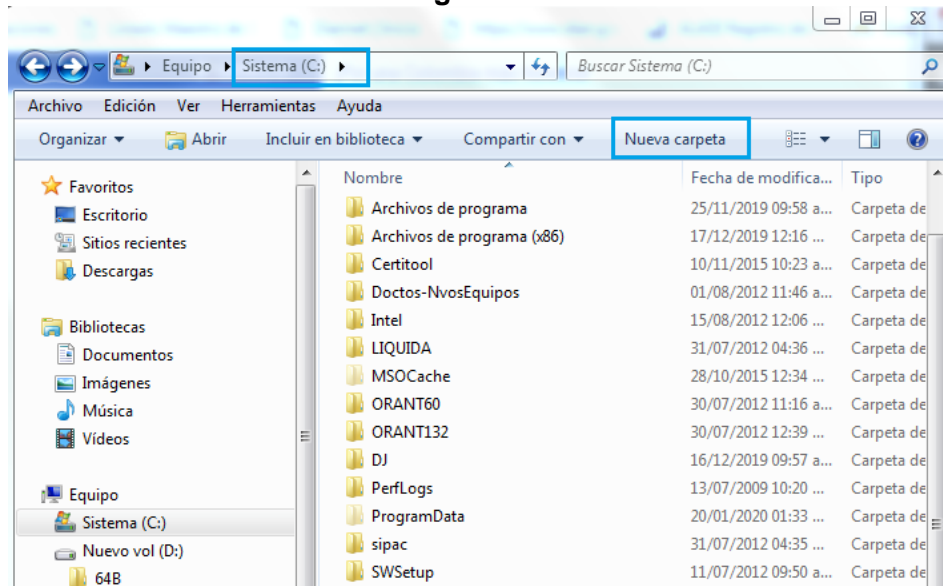 Equipo Sistema (C:) Buscar Sistema (C:)
Archivo Edición Ver Herramientas Ayuda
Organizar Abrir Incluir en biblioteca Compartir con Nueva carpeta
Favoritos
Escritorio
Sitios recientes
Descargas
Bibliotecas
Documentos
Imágenes
Música
Vídeos
Equipo
Sistema (C:)
Nuevo vol (D:)
64B
Nombre Fecha de modifica... Tipo
Archivos de programa 25/11/2019 09:58 a... Carpeta de
Archivos de programa (x86) 17/12/2019 12:16 ... Carpeta de
Certitool 10/11/2015 10:23 a... Carpeta de
Doctos-NvosEquipos 01/08/2012 11:46 a... Carpeta de
Intel 15/08/2012 12:06 ... Carpeta de
LIQUIDA 31/07/2012 04:36 ... Carpeta de
MSOCache 28/10/2015 12:34 ... Carpeta de
ORANT60 30/07/2012 11:16 a... Carpeta de
ORANT132 30/07/2012 12:39 ... Carpeta de
DJ 16/12/2019 09:57 a... Carpeta de
PerfLogs 13/07/2009 10:20 ... Carpeta de
ProgramData 20/01/2020 01:33 ... Carpeta de
sipac 31/07/2012 04:35 ... Carpeta de
SWSetup 11/07/2012 09:50 a... Carpeta de